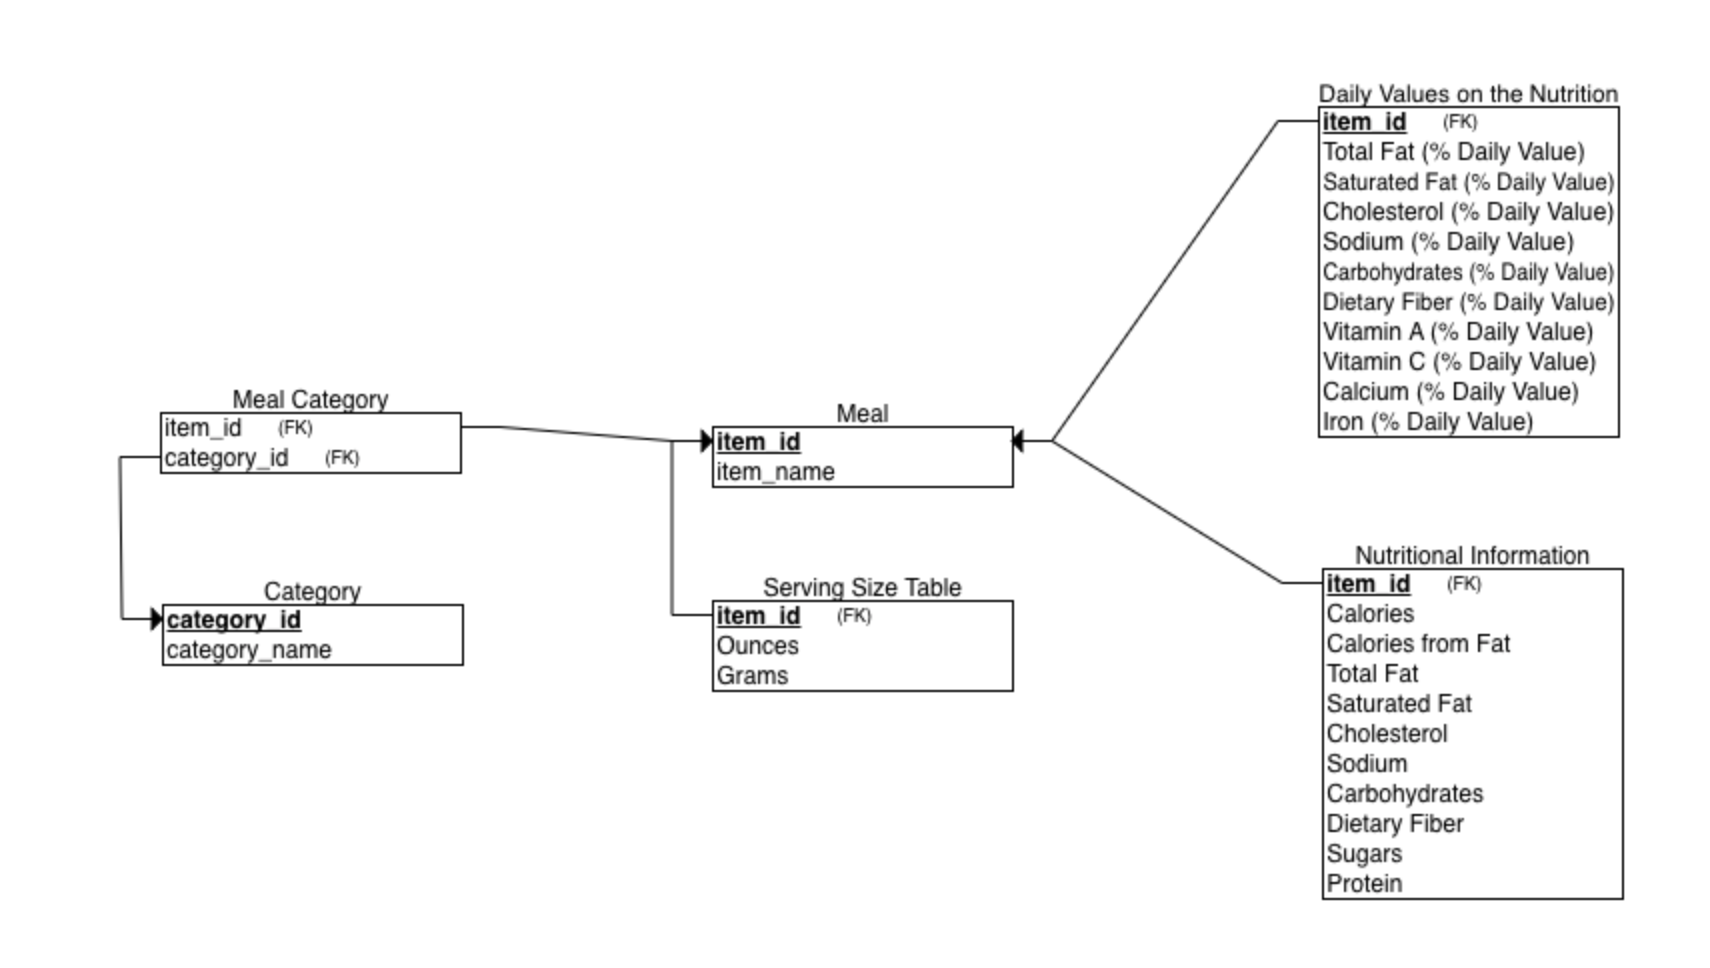 Daily Values on the Nutrition
item_id (FK)
Total Fat (% Daily Value)
Saturated Fat (% Daily Value)
Cholesterol (% Daily Value)
Sodium (% Daily Value)
Carbohydrates (% Daily Value)
Dietary Fiber (% Daily Value)
Vitamin A (% Daily Value)
Vitamin C (% Daily Value)
Calcium (% Daily Value)
Iron (% Daily Value)
Meal Category
item_id (FK)
category_id (FK)
Meal
item_id
item_name
Category
category_id
category_name
Serving Size Table
item_id (FK)
Ounces
Grams
Nutritional Information
item_id (FK)
Calories
Calories from Fat
Total Fat
Saturated Fat
Cholesterol
Sodium
Carbohydrates
Dietary Fiber
Sugars
Protein